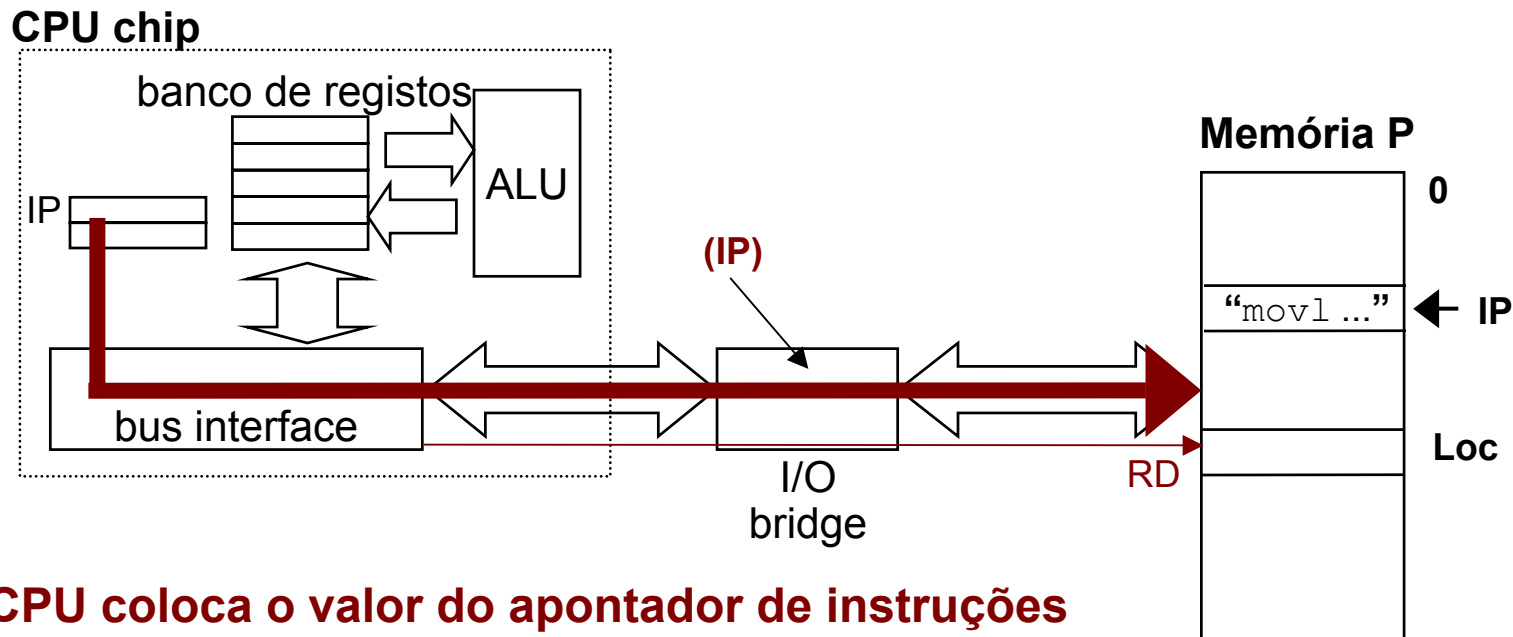 CPU chip
banco de registos
ALU
IP
bus interface
(IP)
I/O
bridge
RD
Memória P
0
“movl …”
IP
Loc
CPU coloca o valor do apontador de instruções